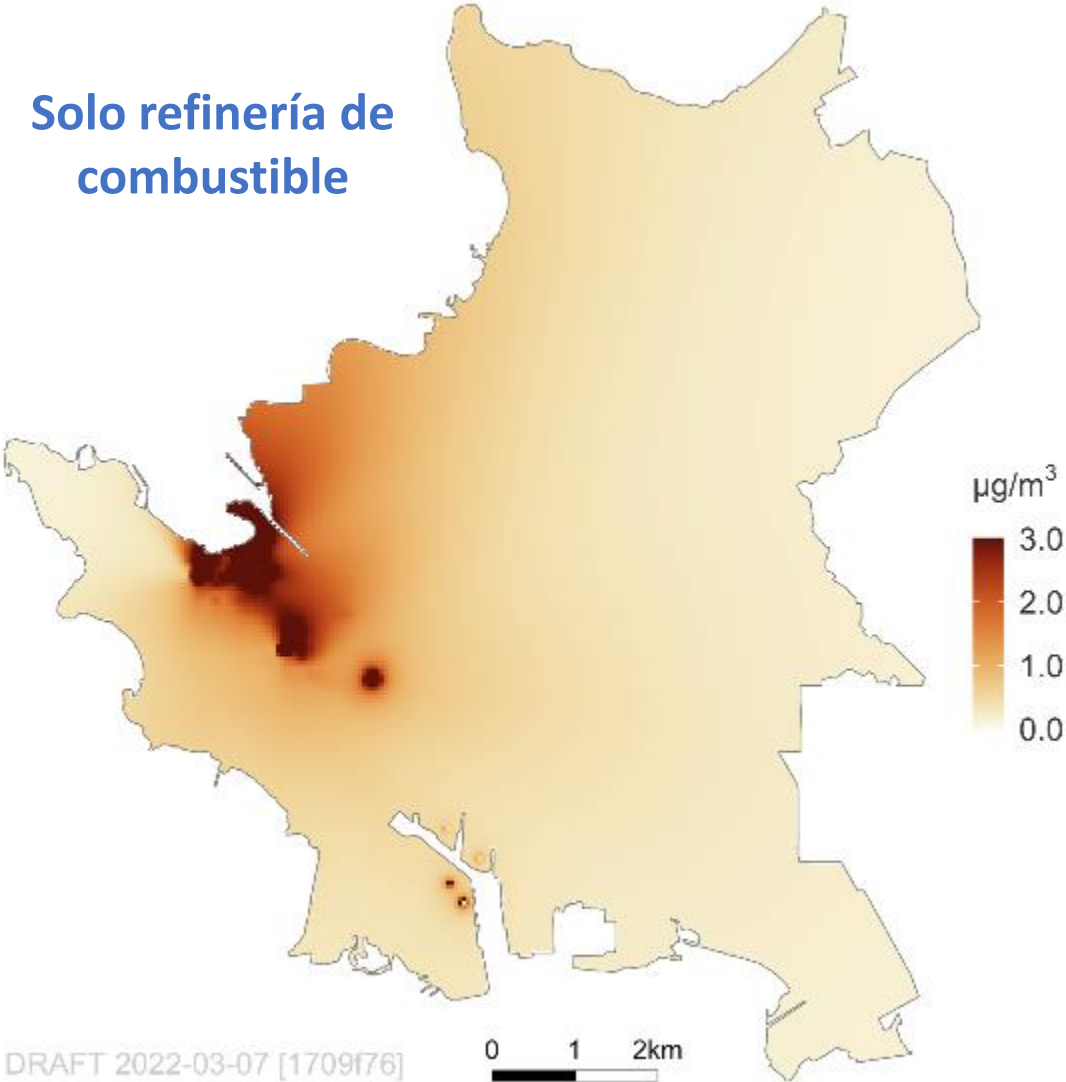 Solo refinería de
combustible
µg/m³
3.0
2.0
1.0
0.0
0 1 2km
DRAFT 2022-03-07 [1709f76]